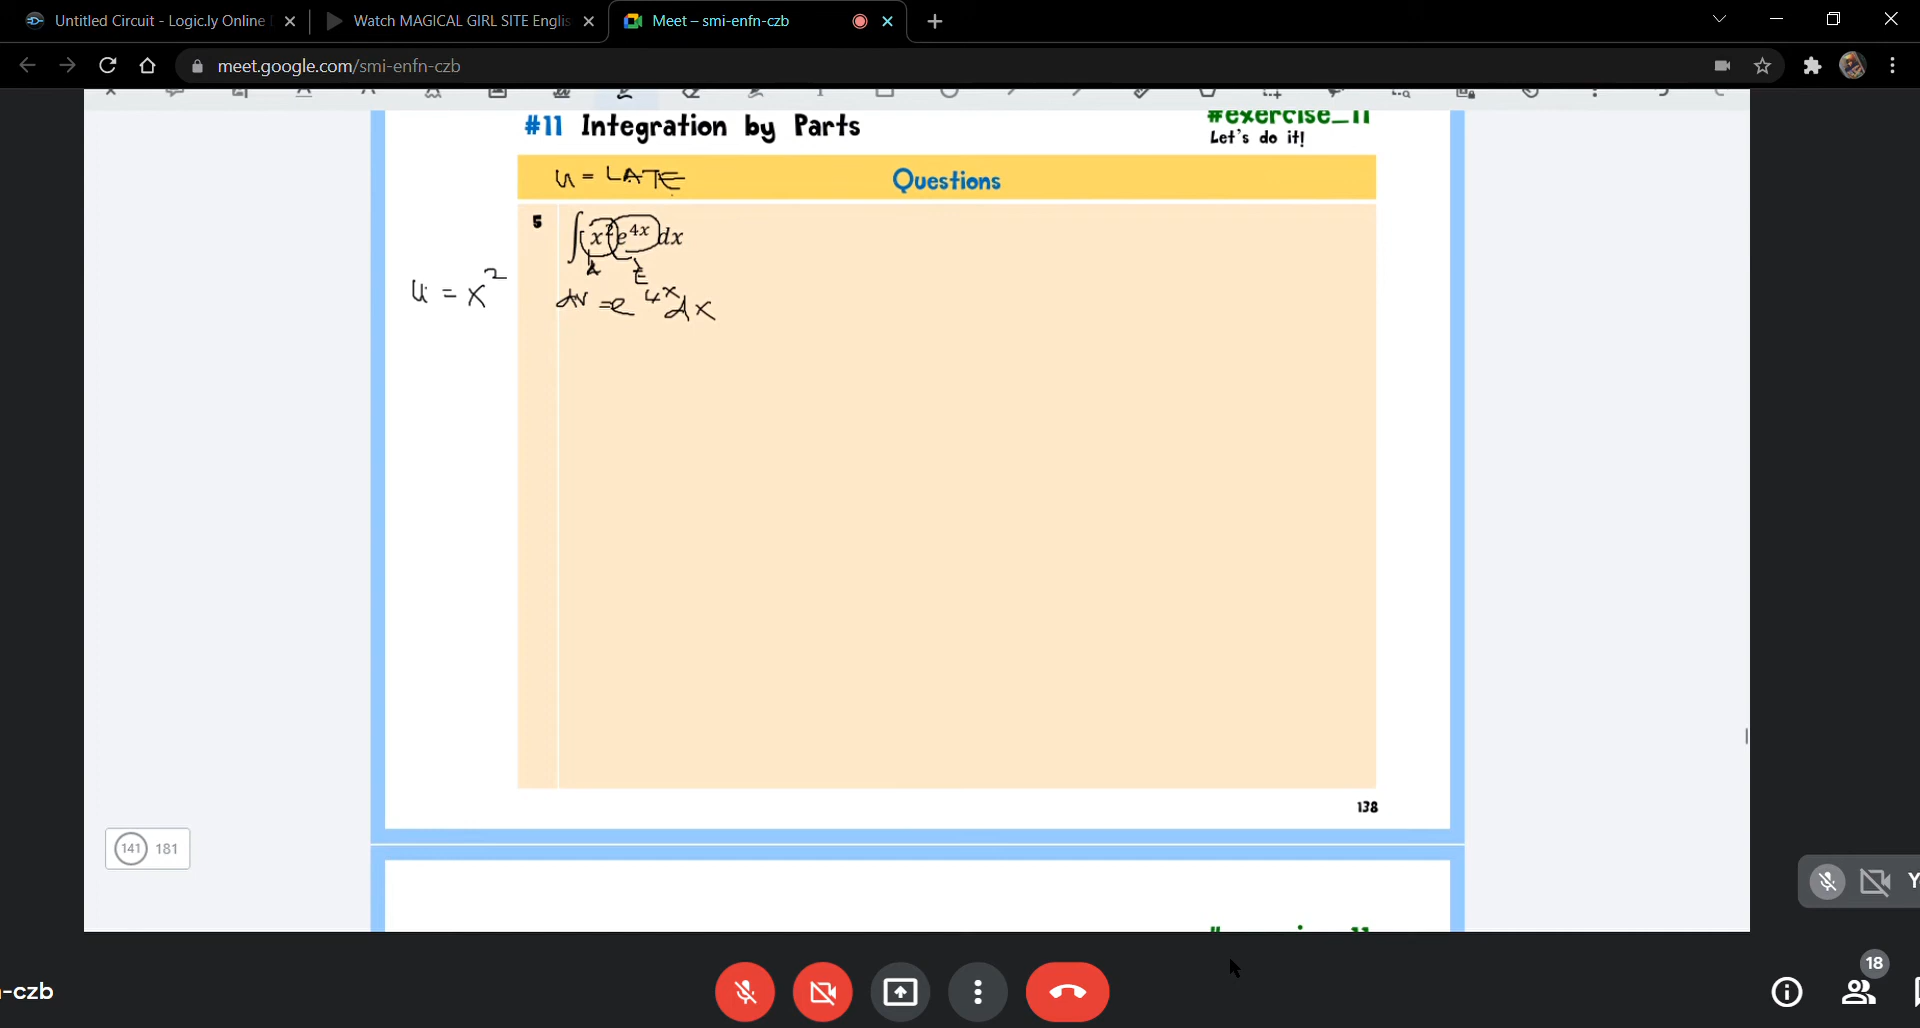 Untitled Circuit - Logic.ly Online
Watch MAGICAL GIRL SITE Englis
Meet – smi-enfn-czb
meet.google.com/smi-enfn-czb
#11 Integration by Parts
#exercise_11
Let's do it!
u = LATE
Questions
5
∫x²e⁴ˣdx
A E
u = x²
dv = e⁴ˣdx
138
141 181
-czb
18